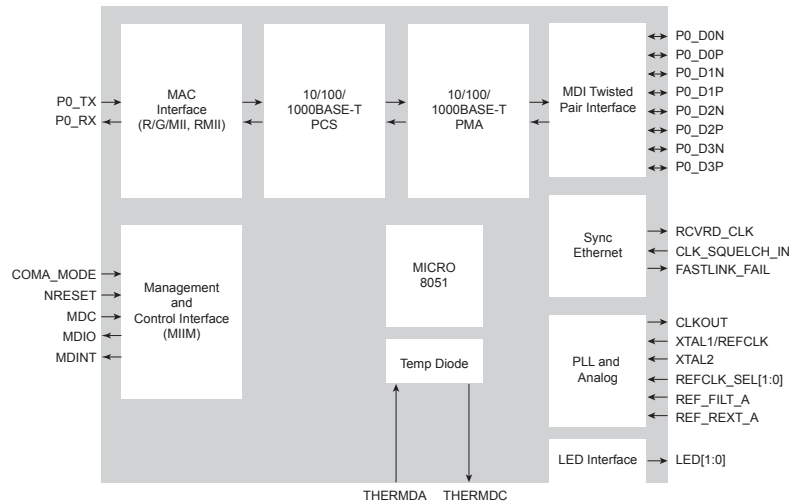 P0_TX
P0_RX
MAC
Interface
(R/G/MII, RMII)
10/100/
1000BASE-T
PCS
10/100/
1000BASE-T
PMA
MDI Twisted
Pair Interface
P0_D0N
P0_D0P
P0_D1N
P0_D1P
P0_D2N
P0_D2P
P0_D3N
P0_D3P
COMA_MODE
NRESET
MDC
MDIO
MDINT
Management
and
Control Interface
(MIIM)
MICRO
8051
Temp Diode
Sync
Ethernet
RCVRD_CLK
CLK_SQUELCH_IN
FASTLINK_FAIL
PLL and
Analog
CLKOUT
XTAL1/REFCLK
XTAL2
REFCLK_SEL[1:0]
REF_FILT_A
REF_REXT_A
LED Interface
LED[1:0]
THERMDA
THERMDC